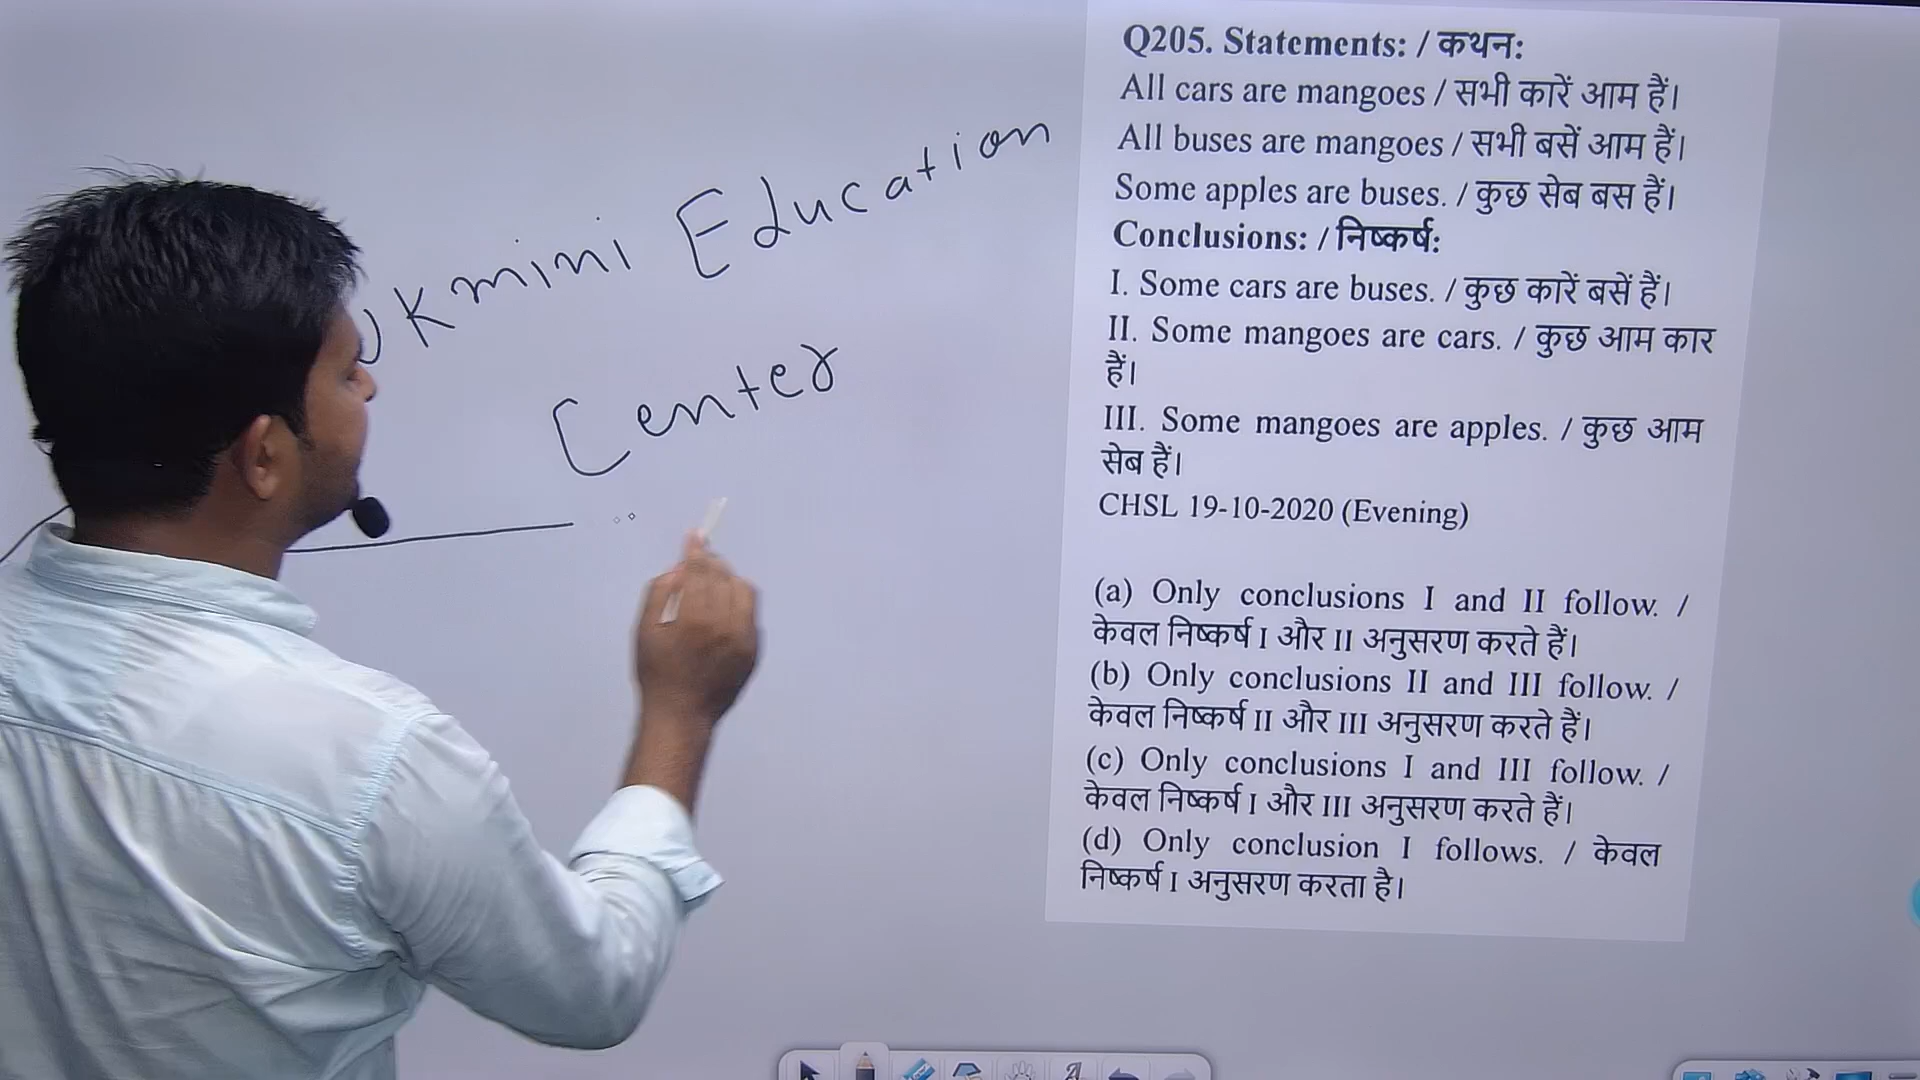 ukmini Education
Center
Q205. Statements: / कथन:
All cars are mangoes / सभी कारें आम हैं।
All buses are mangoes / सभी बसें आम हैं।
Some apples are buses. / कुछ सेब बस हैं।
Conclusions: / निष्कर्ष:
I. Some cars are buses. / कुछ कारें बसें हैं।
II. Some mangoes are cars. / कुछ आम कार
हैं।
III. Some mangoes are apples. / कुछ आम
सेब हैं।
CHSL 19-10-2020 (Evening)
(a) Only conclusions I and II follow. /
केवल निष्कर्ष I और II अनुसरण करते हैं।
(b) Only conclusions II and III follow. /
केवल निष्कर्ष II और III अनुसरण करते हैं।
(c) Only conclusions I and III follow. /
केवल निष्कर्ष I और III अनुसरण करते हैं।
(d) Only conclusion I follows. / केवल
निष्कर्ष I अनुसरण करता है।